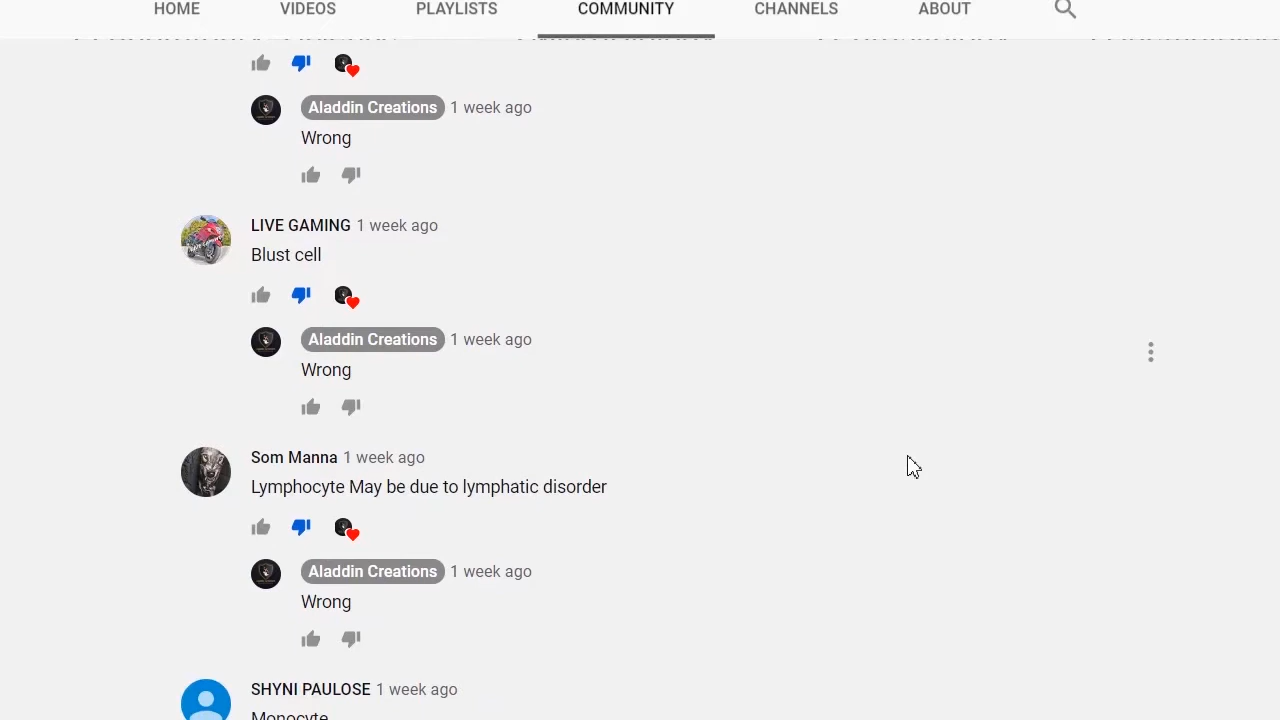 HOME VIDEOS PLAYLISTS COMMUNITY CHANNELS ABOUT
Aladdin Creations 1 week ago
Wrong
LIVE GAMING 1 week ago
Blust cell
Aladdin Creations 1 week ago
Wrong
Som Manna 1 week ago
Lymphocyte May be due to lymphatic disorder
Aladdin Creations 1 week ago
Wrong
SHYNI PAULOSE 1 week ago
Monocyte